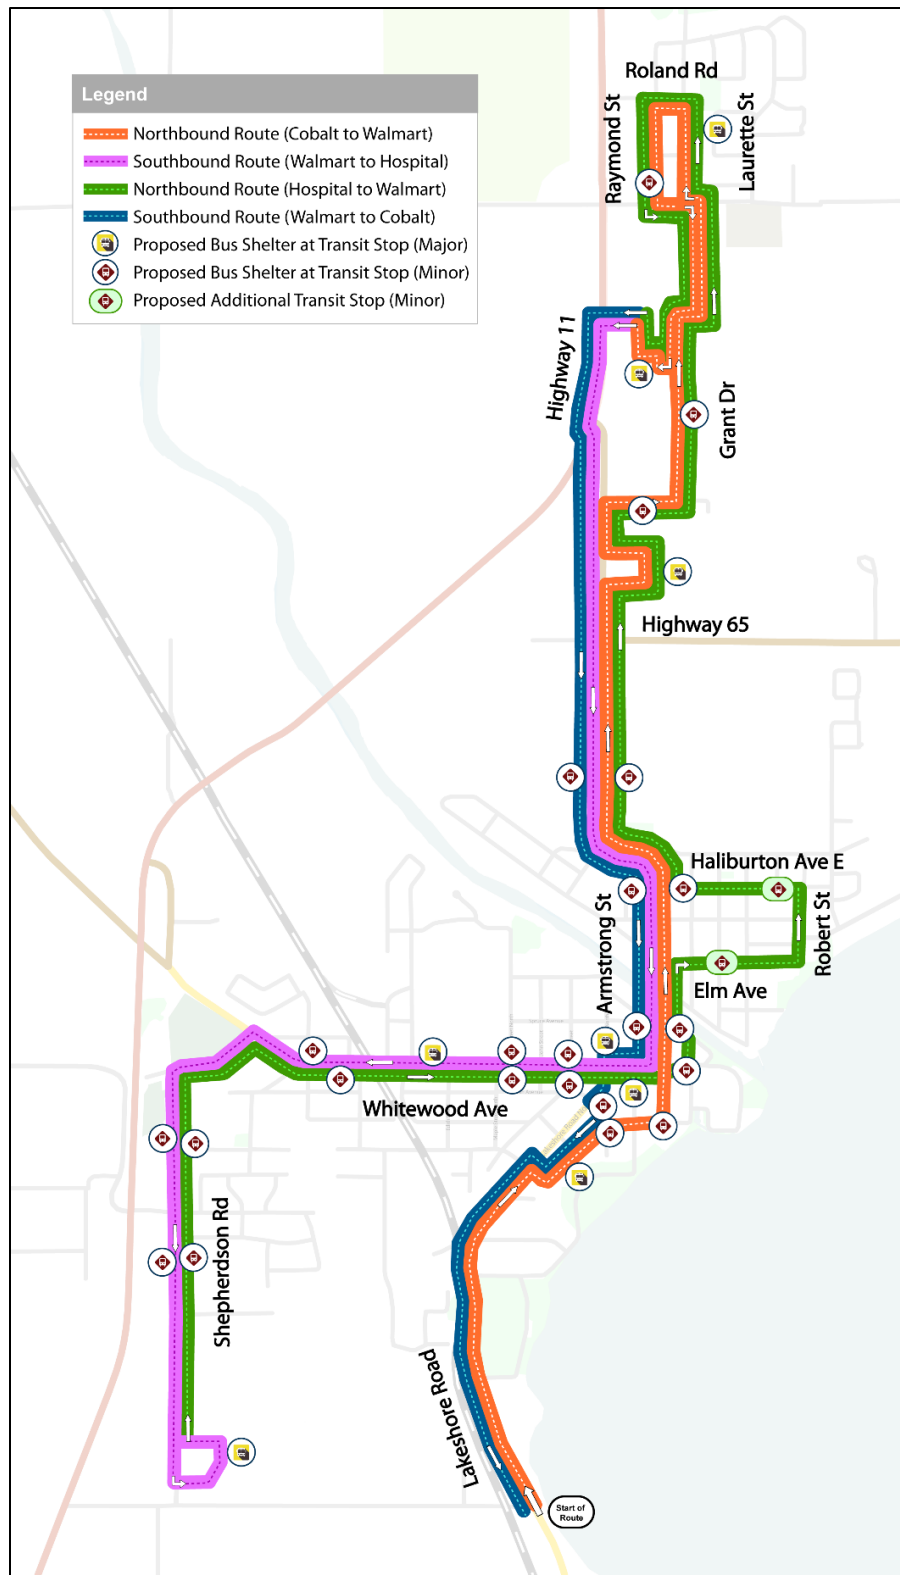 Roland Rd
Raymond St
Laurette St
Legend
Northbound Route (Cobalt to Walmart)
Southbound Route (Walmart to Hospital)
Northbound Route (Hospital to Walmart)
Southbound Route (Walmart to Cobalt)
Proposed Bus Shelter at Transit Stop (Major)
Proposed Bus Shelter at Transit Stop (Minor)
Proposed Additional Transit Stop (Minor)
Highway 11
Grant Dr
Highway 65
Haliburton Ave E
Robert St
Armstrong St
Elm Ave
Whitewood Ave
Shepherdson Rd
Lakeshore Road
Start of
Route